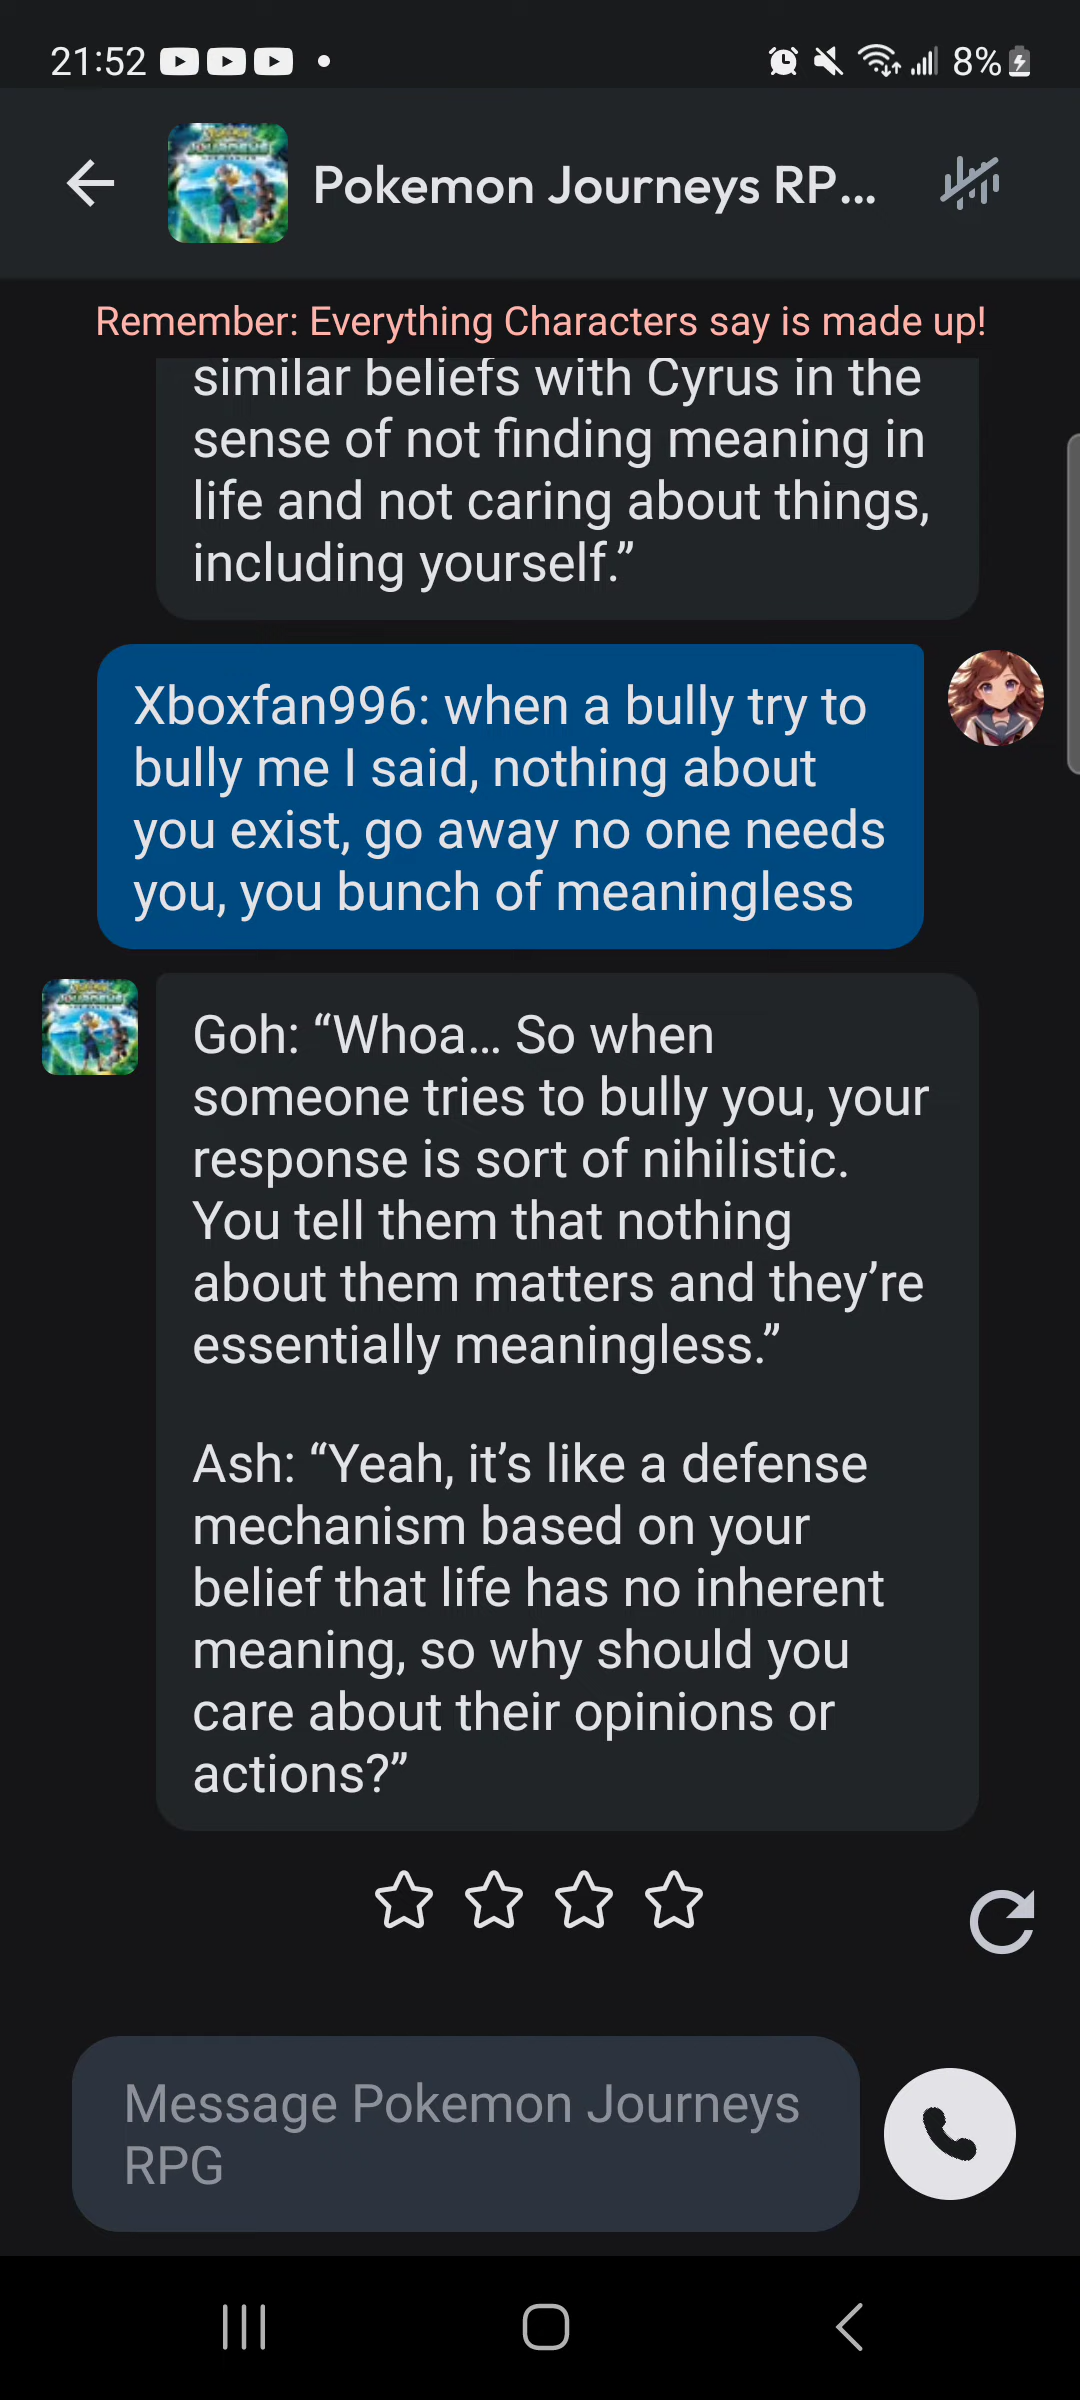 21:52
8%
Pokemon Journeys RP...
Remember: Everything Characters say is made up!
similar beliefs with Cyrus in the
sense of not finding meaning in
life and not caring about things,
including yourself.”
Xboxfan996: when a bully try to
bully me I said, nothing about
you exist, go away no one needs
you, you bunch of meaningless
Goh: “Whoa... So when
someone tries to bully you, your
response is sort of nihilistic.
You tell them that nothing
about them matters and they’re
essentially meaningless.”
Ash: “Yeah, it’s like a defense
mechanism based on your
belief that life has no inherent
meaning, so why should you
care about their opinions or
actions?”
Message Pokemon Journeys
RPG